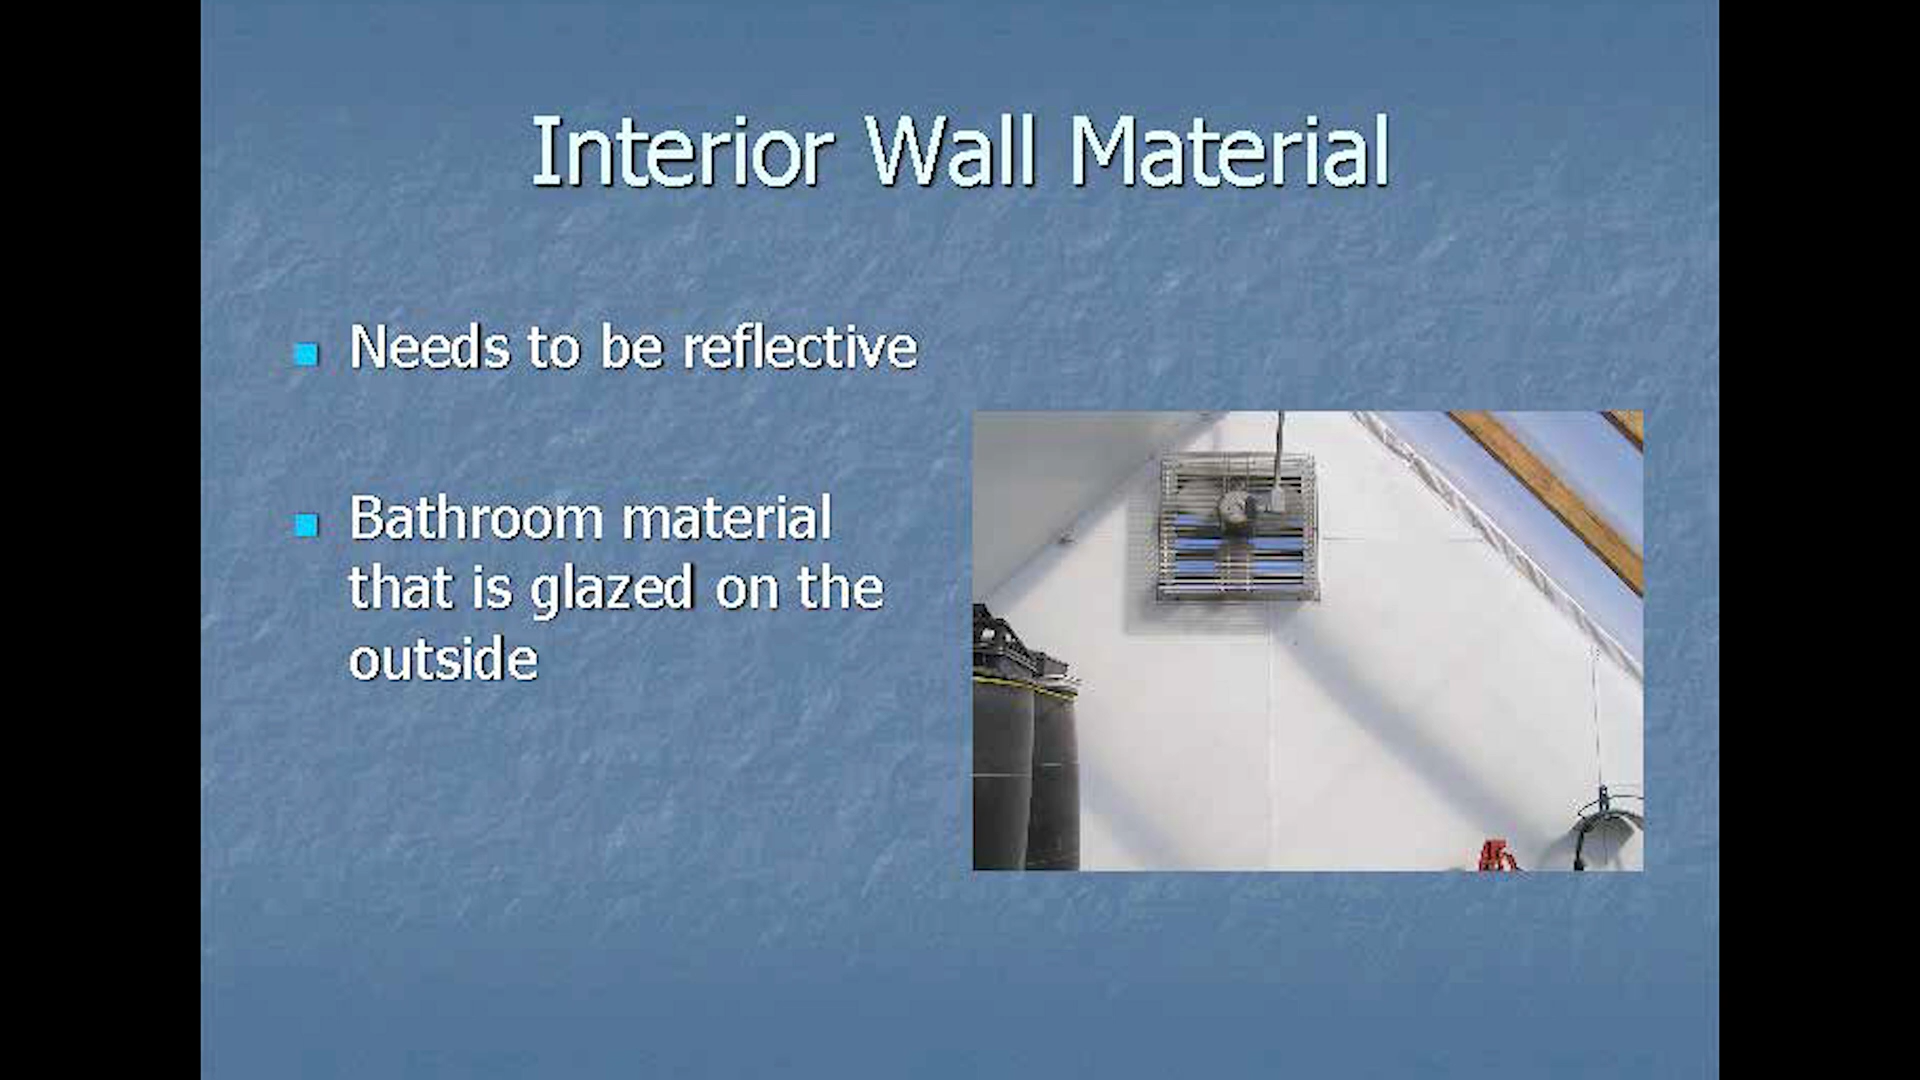 Interior Wall Material
Needs to be reflective
Bathroom material
that is glazed on the
outside